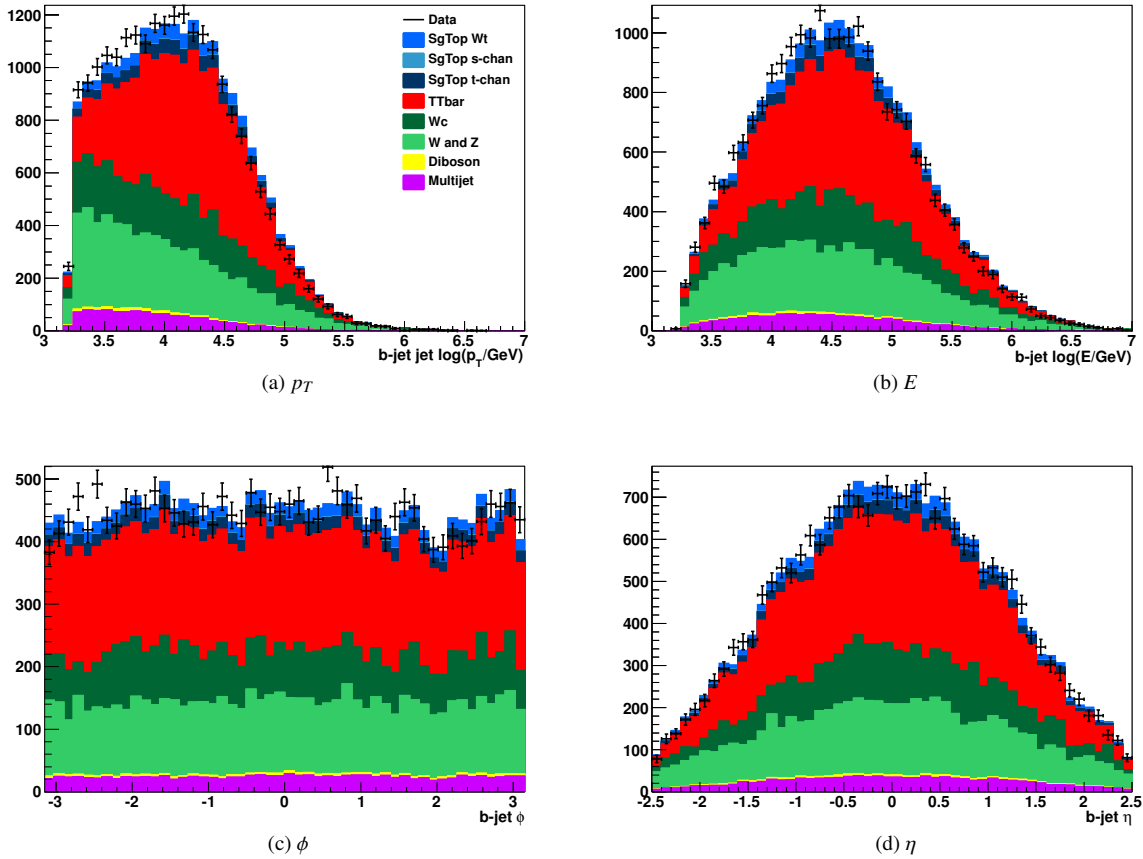 1200
1000
800
600
400
200
0
3 3.5 4 4.5 5 5.5 6 6.5 7
b-jet jet log(p_T/GeV)
Data
SgTop Wt
SgTop s-chan
SgTop t-chan
TTbar
Wc
W and Z
Diboson
Multijet
(a) p_T
1000
800
600
400
200
0
3 3.5 4 4.5 5 5.5 6 6.5 7
b-jet log(E/GeV)
(b) E
500
400
300
200
100
0
-3 -2 -1 0 1 2 3
b-jet ϕ
(c) ϕ
700
600
500
400
300
200
100
0
-2.5 -2 -1.5 -1 -0.5 0 0.5 1 1.5 2 2.5
b-jet η
(d) η